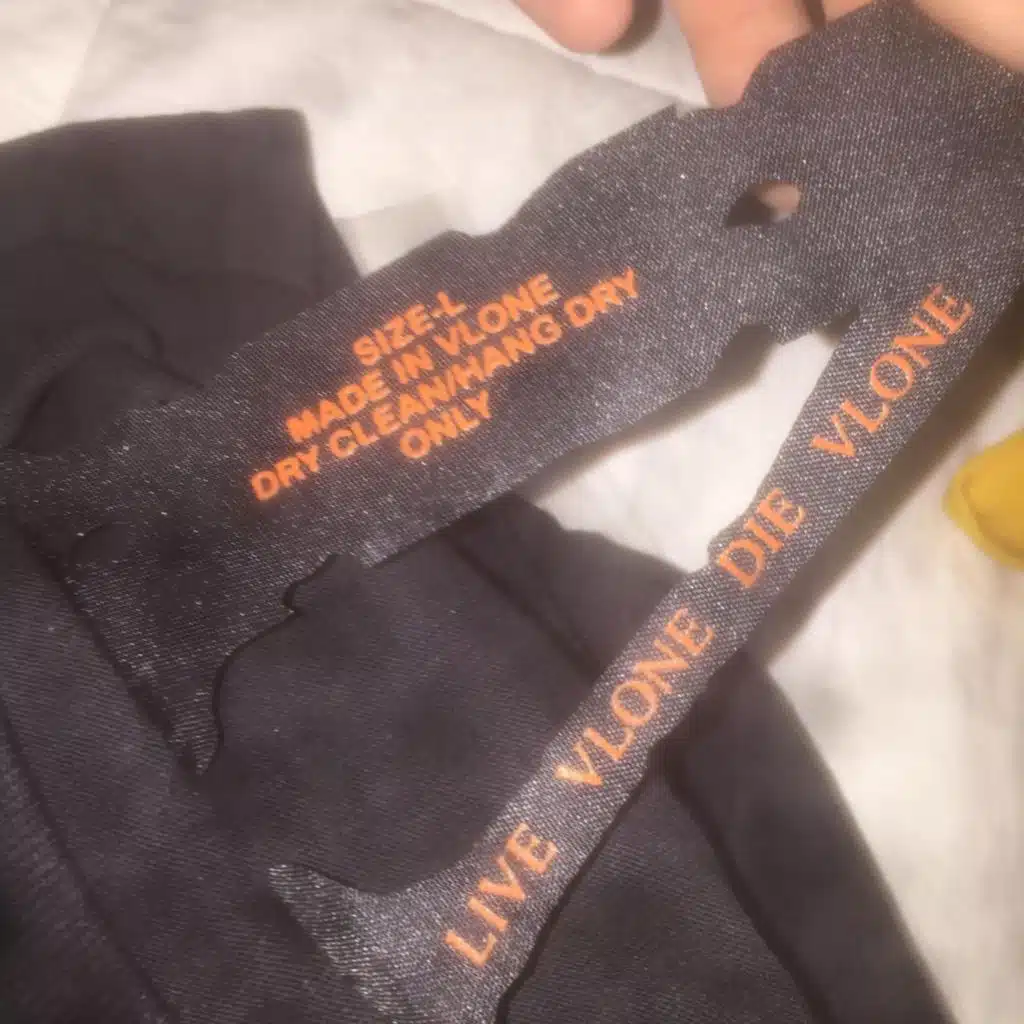 SIZE-L
MADE IN VLONE
DRY CLEAN/HANG DRY
ONLY
LIVE VLONE DIE VLONE